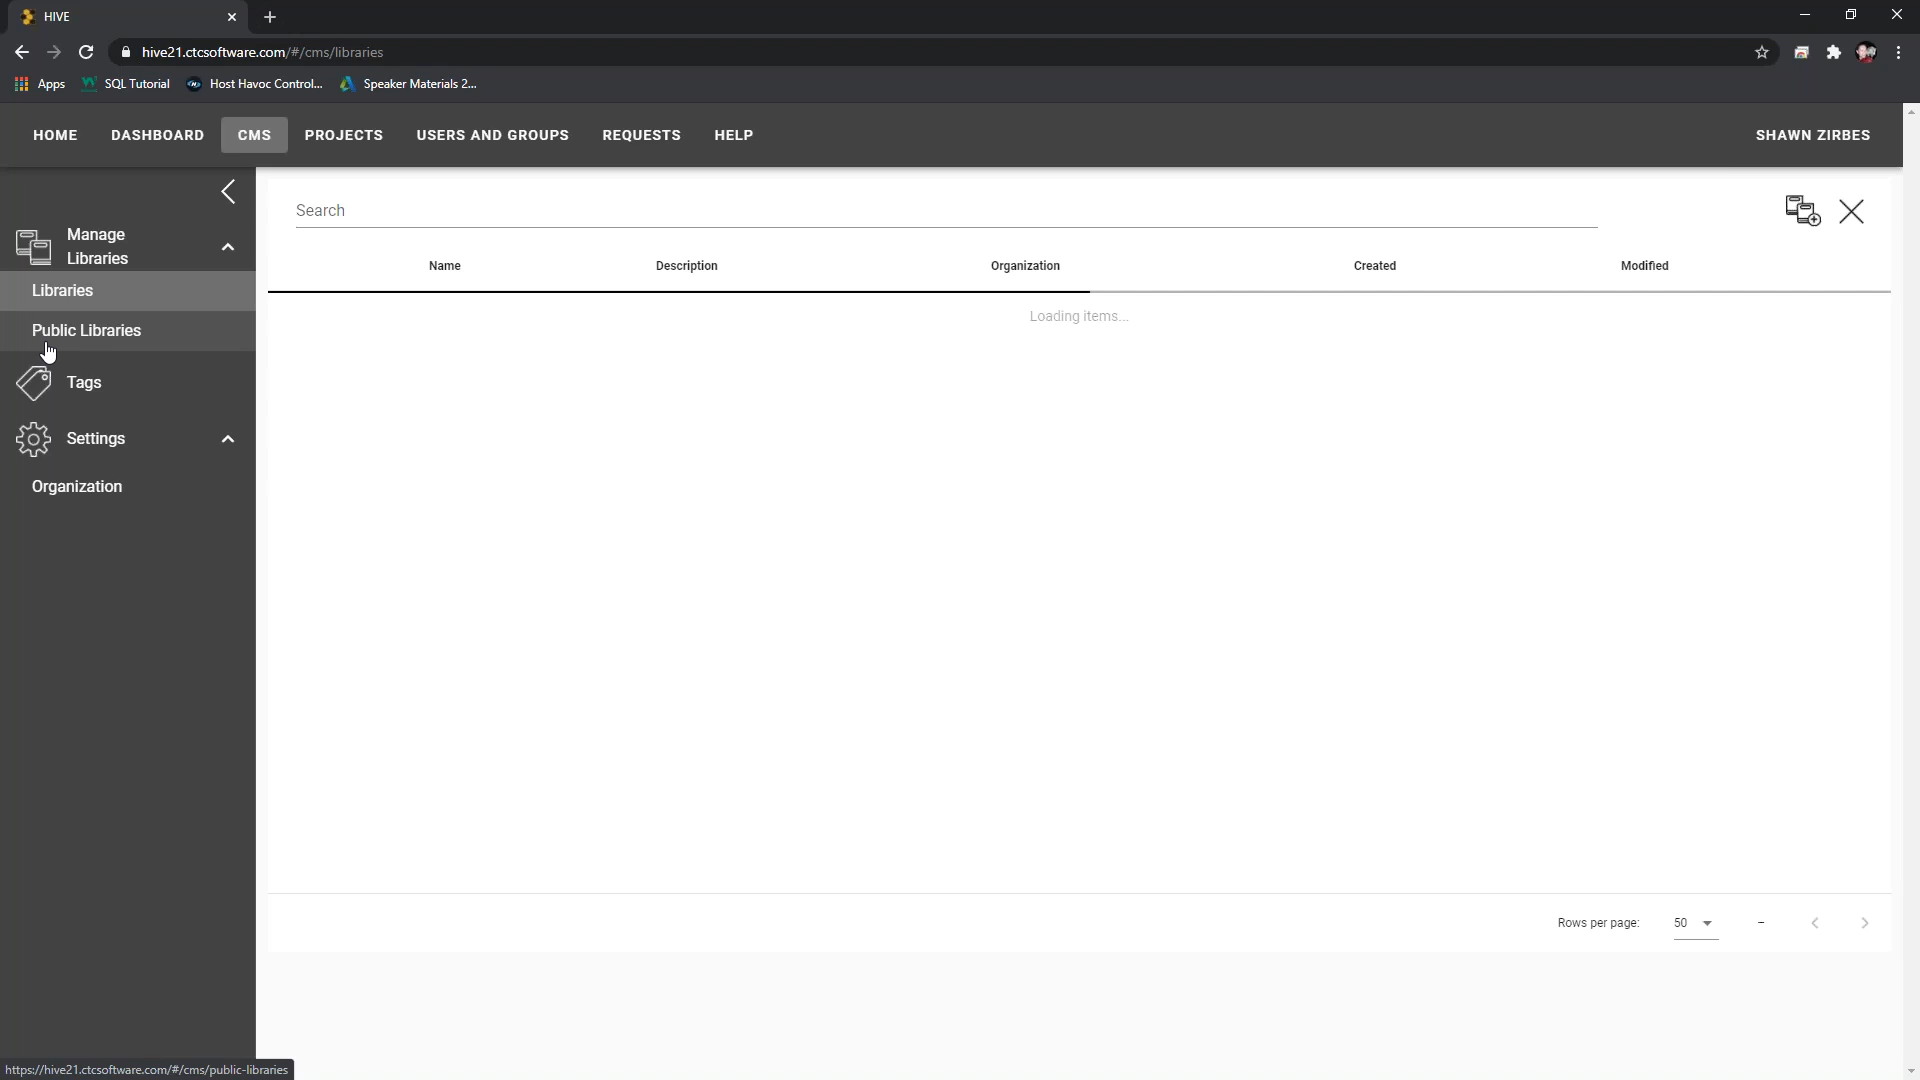 HIVE
hive21.ctcsoftware.com/#/cms/libraries
Apps SQL Tutorial Host Havoc Control... Speaker Materials 2...
HOME DASHBOARD CMS PROJECTS USERS AND GROUPS REQUESTS HELP SHAWN ZIRBES
Manage
Libraries
Libraries
Public Libraries
Tags
Settings
Organization
Search
Name Description Organization Created Modified
Loading items...
Rows per page: 50 –
https://hive21.ctcsoftware.com/#/cms/public-libraries